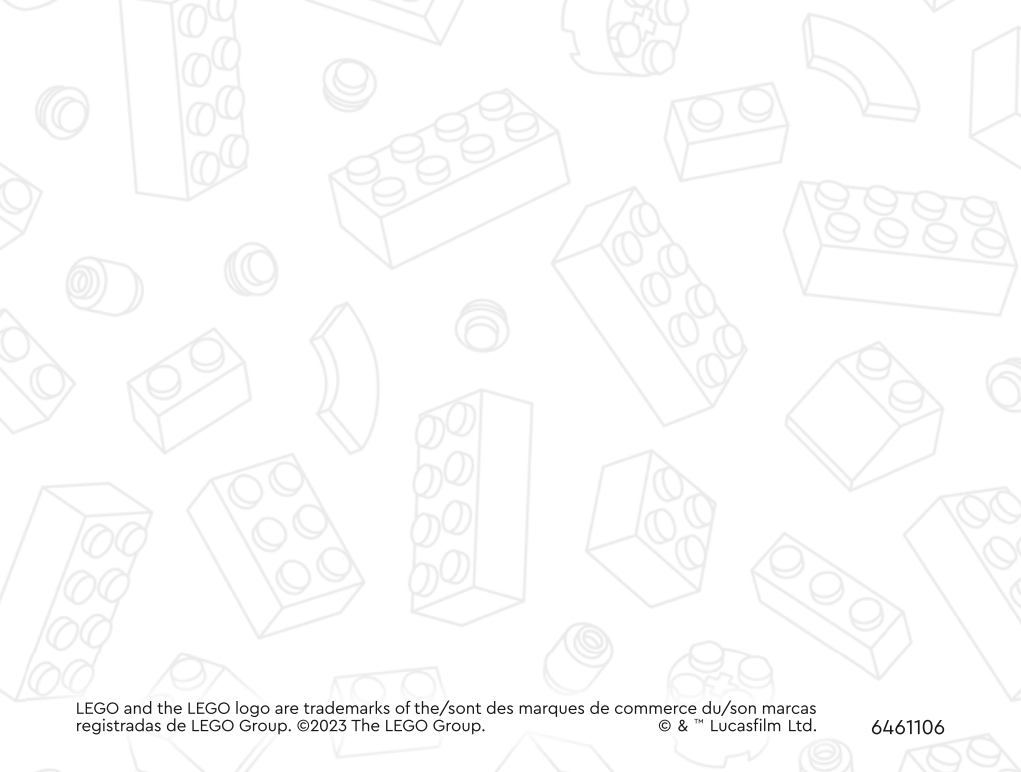 LEGO and the LEGO logo are trademarks of the/sont des marques de commerce du/son marcas
registradas de LEGO Group. ©2023 The LEGO Group. © & ™ Lucasfilm Ltd. 6461106